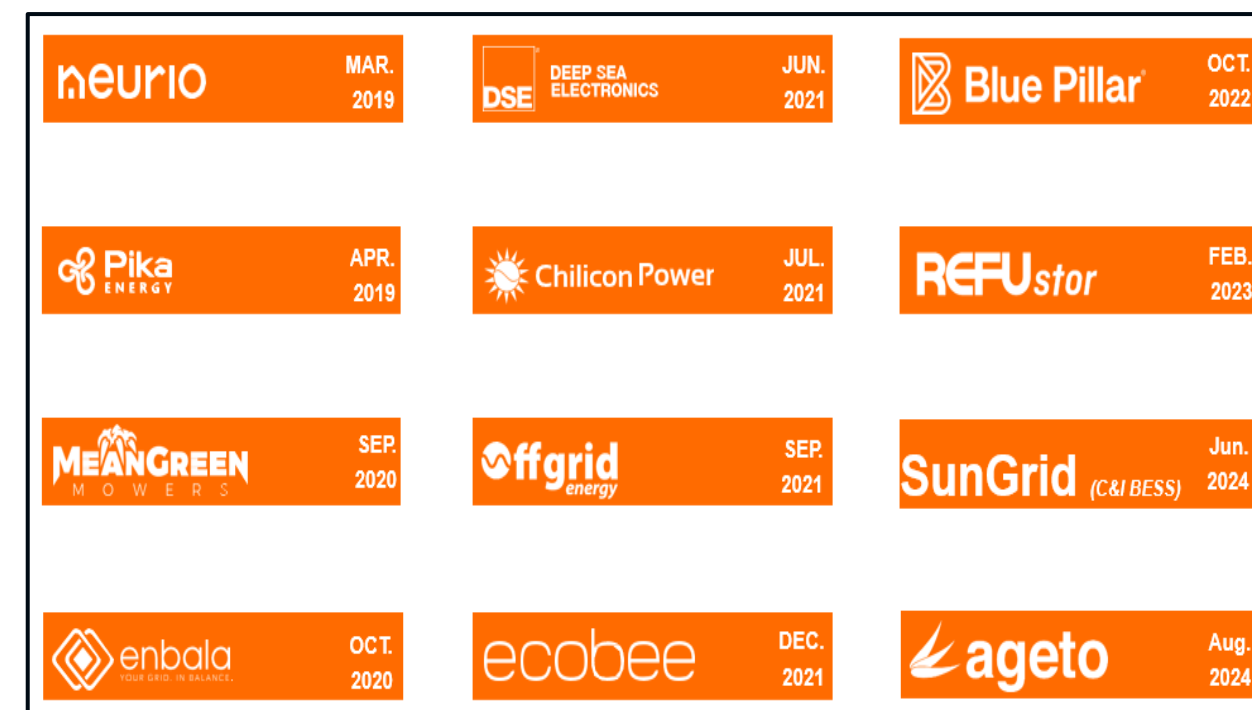 neurio
MAR.
2019
DSE
DEEP SEA
ELECTRONICS
JUN.
2021
Blue Pillar
OCT.
2022
Pika
ENERGY
APR.
2019
Chilicon Power
JUL.
2021
REFUstor
FEB.
2023
MEANGREEN
MOWERS
SEP.
2020
Offgrid
energy
SEP.
2021
SunGrid (C&I BESS)
Jun.
2024
enbala
YOUR GRID. IN BALANCE.
OCT.
2020
ecobee
DEC.
2021
ageto
Aug.
2024